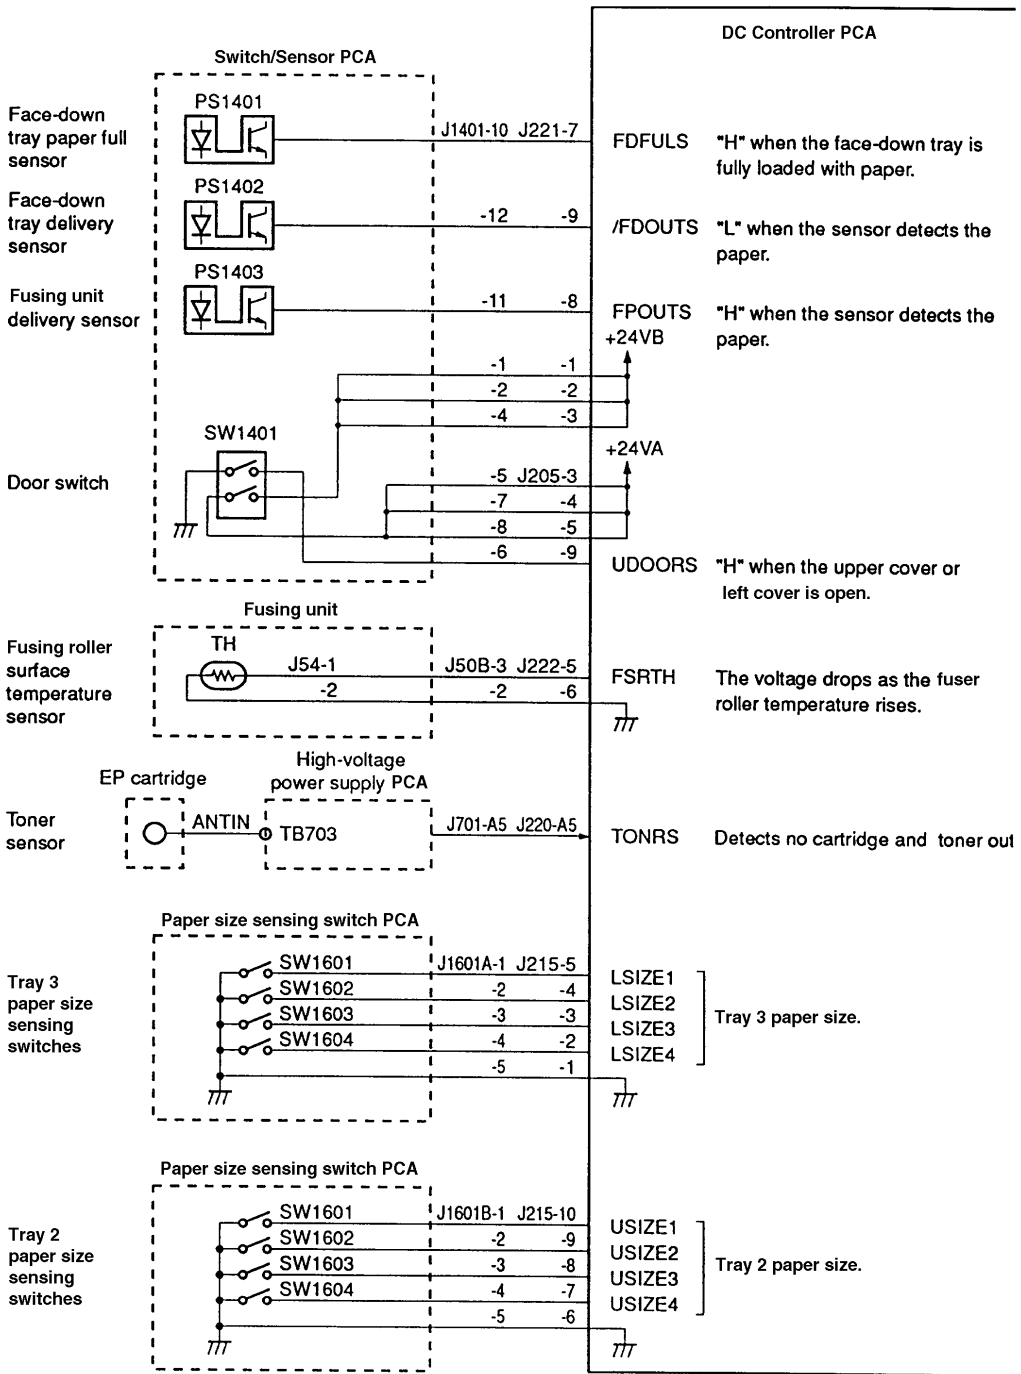 DC Controller PCA
Switch/Sensor PCA
Face-down
tray paper full
sensor
PS1401
J1401-10 J221-7
FDFULS
"H" when the face-down tray is
fully loaded with paper.
Face-down
tray delivery
sensor
PS1402
-12 -9
/FDOUTS
"L" when the sensor detects the
paper.
Fusing unit
delivery sensor
PS1403
-11 -8
FPOUTS
"H" when the sensor detects the
paper.
+24VB
-1 -1
-2 -2
-4 -3
Door switch
SW1401
+24VA
-5 J205-3
-7 -4
-8 -5
-6 -9
UDOORS
"H" when the upper cover or
left cover is open.
Fusing unit
Fusing roller
surface
temperature
sensor
TH
J54-1 J50B-3 J222-5
-2 -2 -6
FSRTH
The voltage drops as the fuser
roller temperature rises.
High-voltage
power supply PCA
EP cartridge
Toner
sensor
ANTIN
TB703
J701-A5 J220-A5
TONRS
Detects no cartridge and toner out
Paper size sensing switch PCA
Tray 3
paper size
sensing
switches
SW1601 J1601A-1 J215-5 LSIZE1
SW1602 -2 -4 LSIZE2
SW1603 -3 -3 LSIZE3
SW1604 -4 -2 LSIZE4
-5 -1
Tray 3 paper size.
Paper size sensing switch PCA
Tray 2
paper size
sensing
switches
SW1601 J1601B-1 J215-10 USIZE1
SW1602 -2 -9 USIZE2
SW1603 -3 -8 USIZE3
SW1604 -4 -7 USIZE4
-5 -6
Tray 2 paper size.